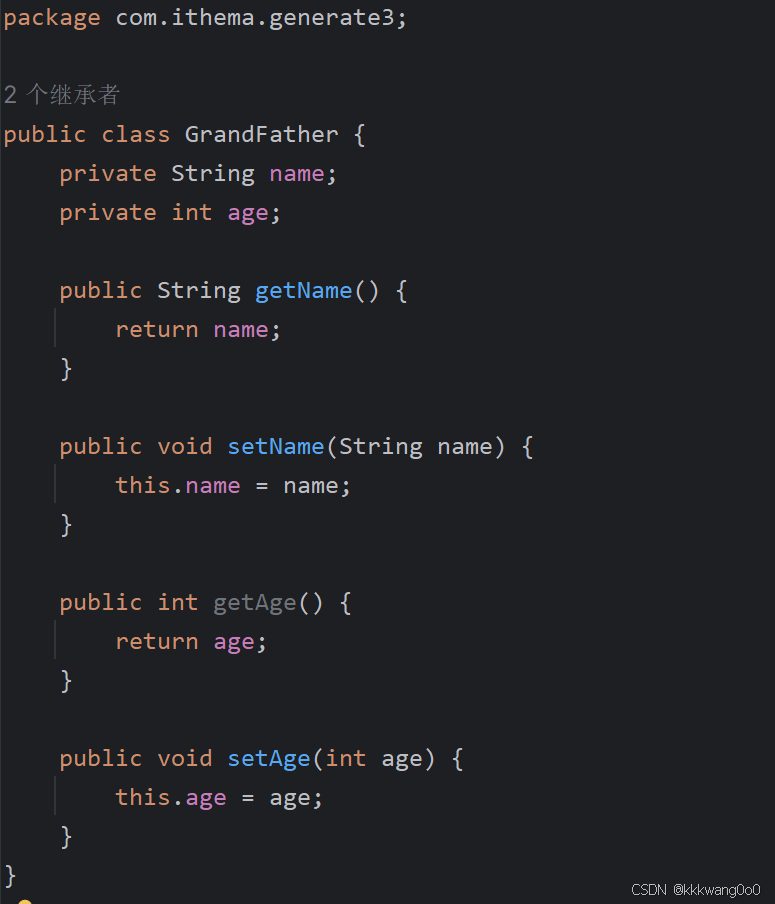 package com.ithema.generate3;
2 个继承者
public class GrandFather {
    private String name;
    private int age;
    public String getName() {
        return name;
    }
    public void setName(String name) {
        this.name = name;
    }
    public int getAge() {
        return age;
    }
    public void setAge(int age) {
        this.age = age;
    }
}
CSDN @kkkwang0o0